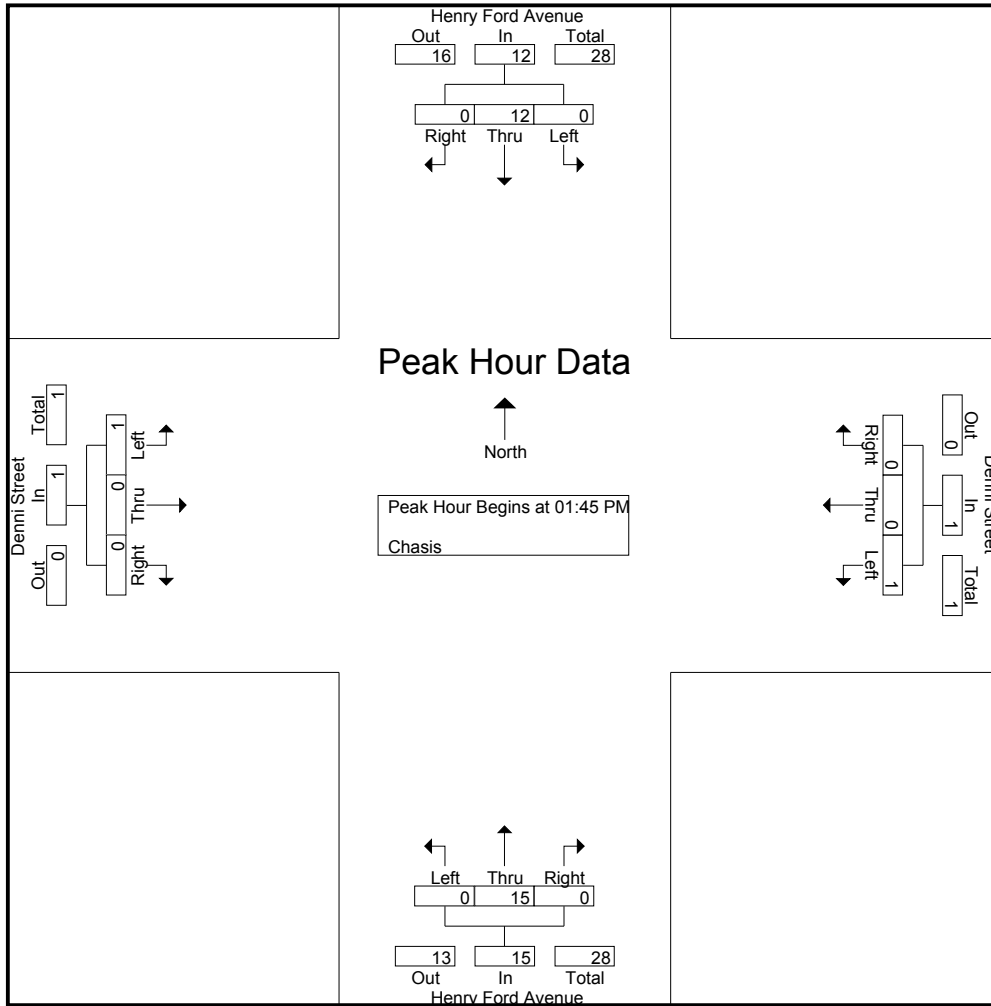 Henry Ford Avenue
Out In Total
16 12 28
0 12 0
Right Thru Left
Peak Hour Data
North
Peak Hour Begins at 01:45 PM
Chasis
Denni Street
Total In Out
1 1 0
1 0 0
Left Thru Right
Denni Street
Out In Total
0 1 1
0 0 1
Right Thru Left
Left Thru Right
0 15 0
13 15 28
Out In Total
Henry Ford Avenue